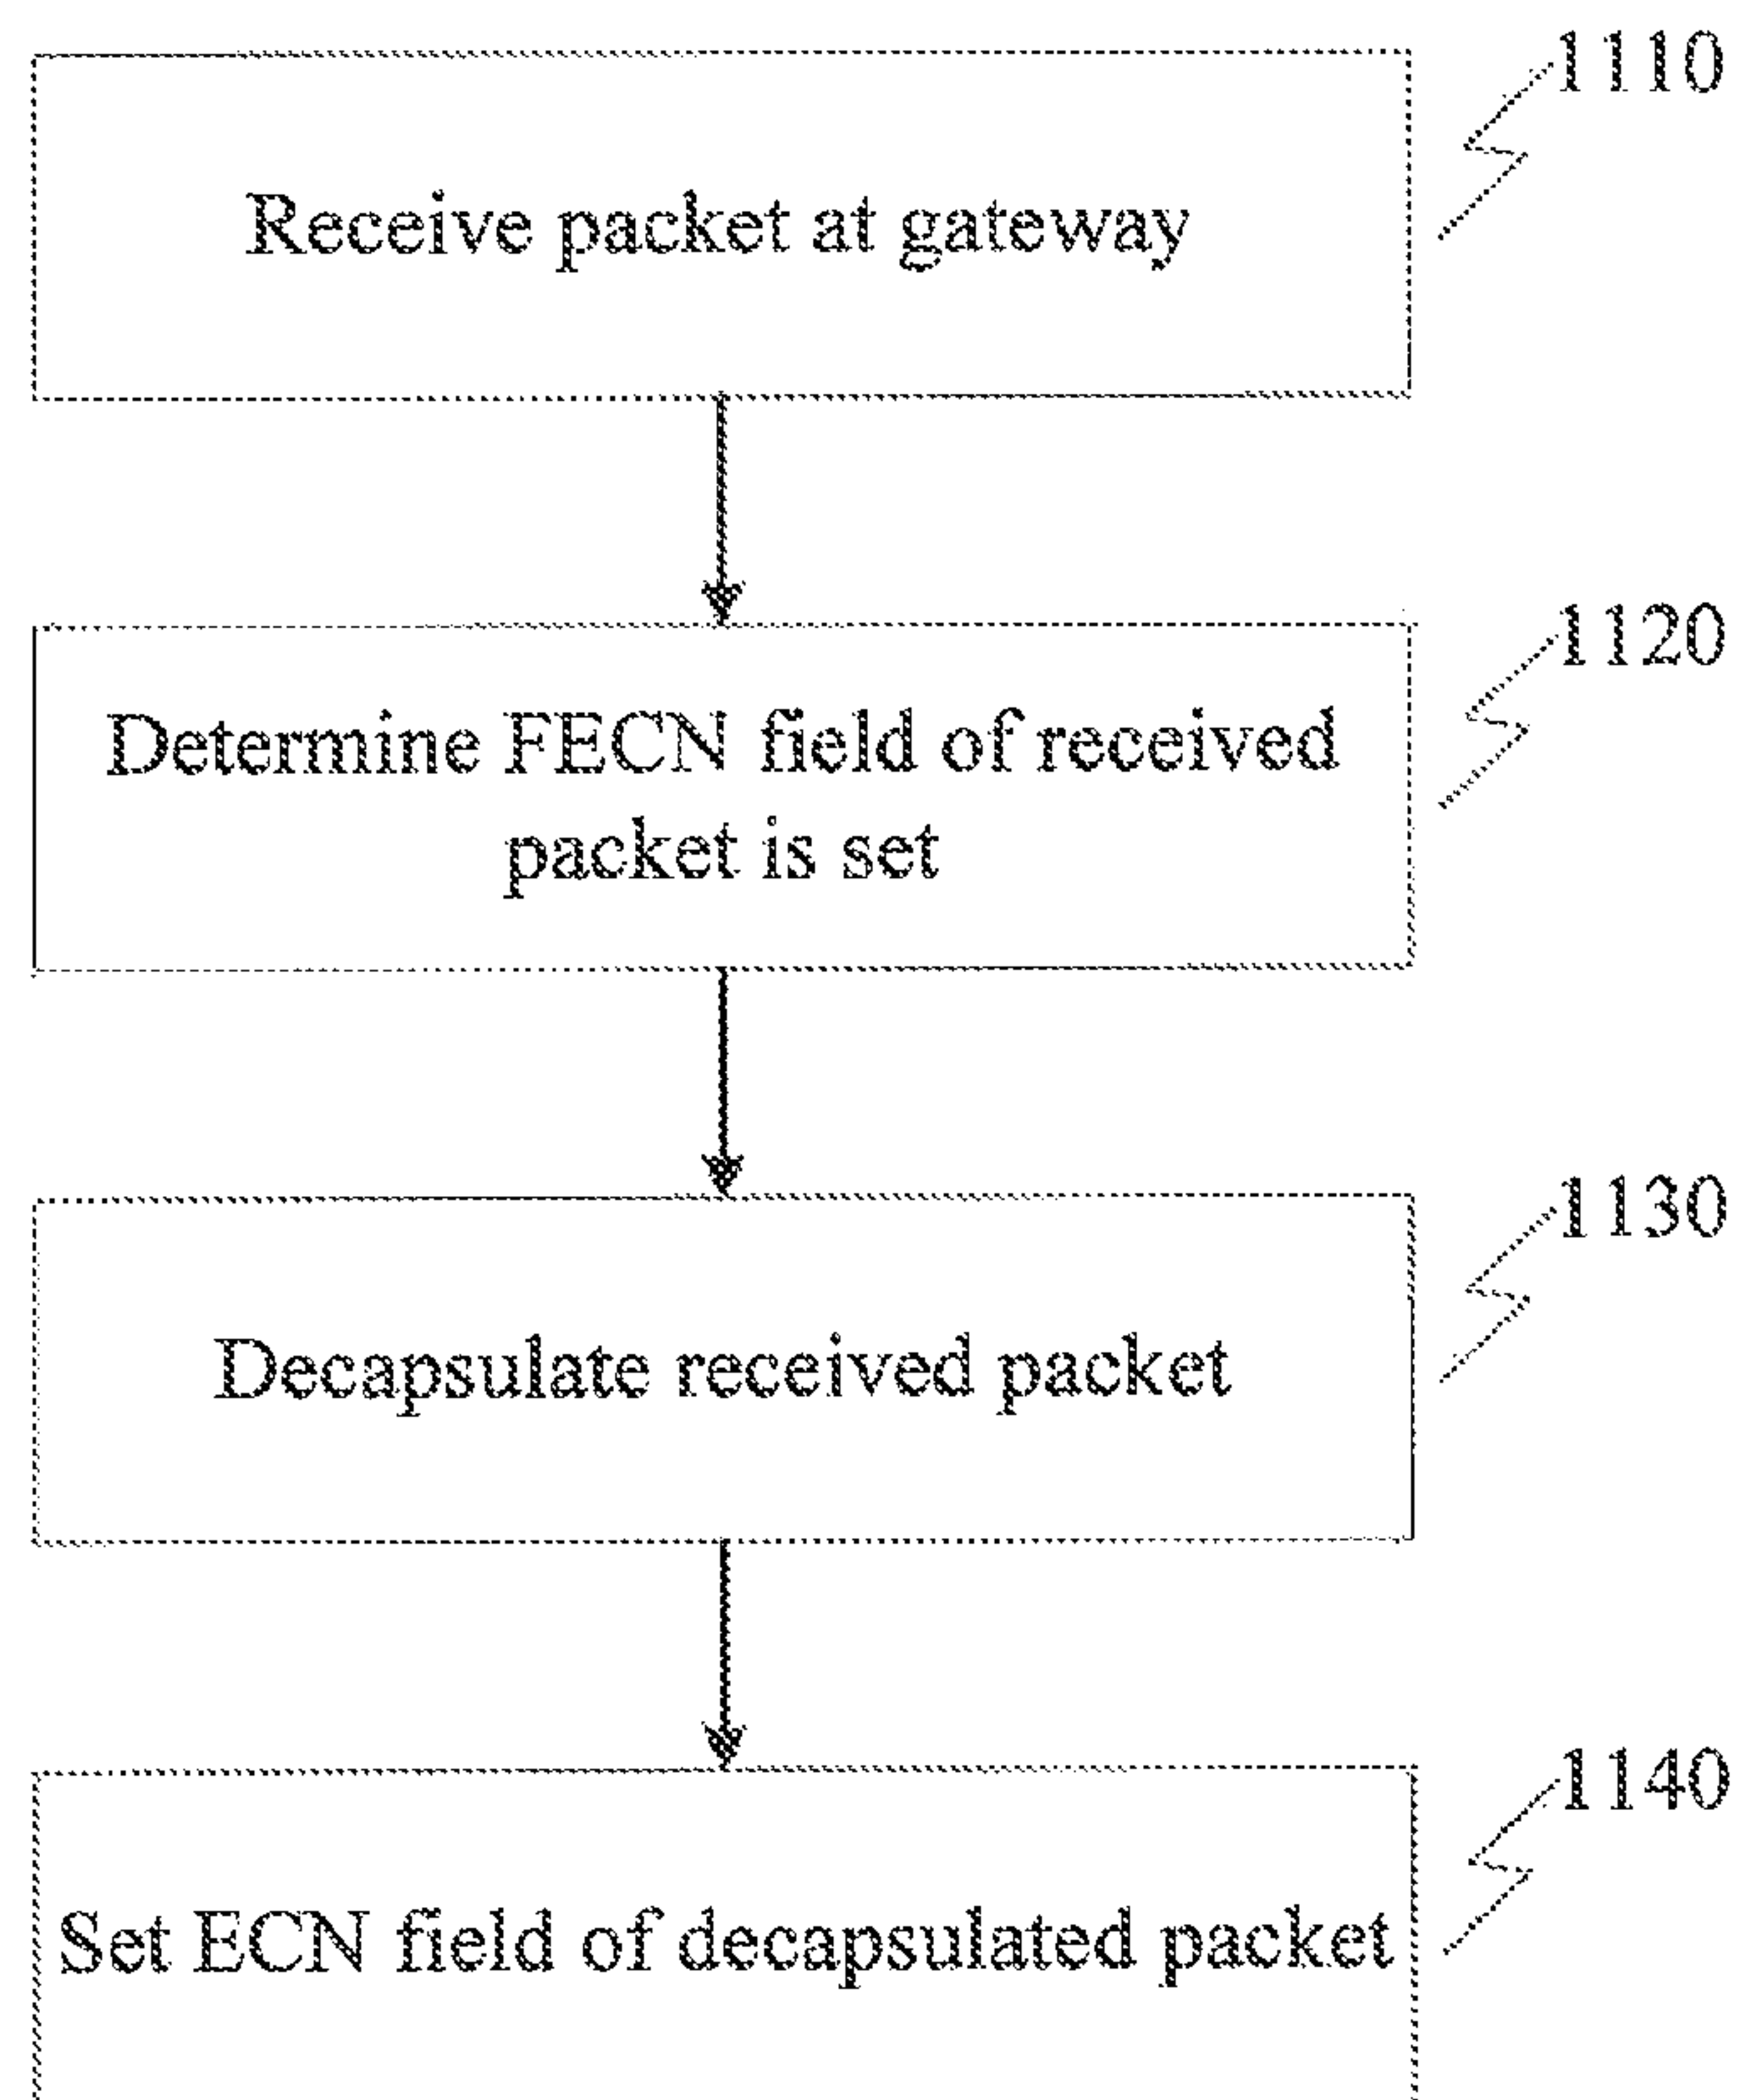 1110
Receive packet at gateway
1120
Determine FECN field of received
packet is set
1130
Decapsulate received packet
1140
Set ECN field of decapsulated packet